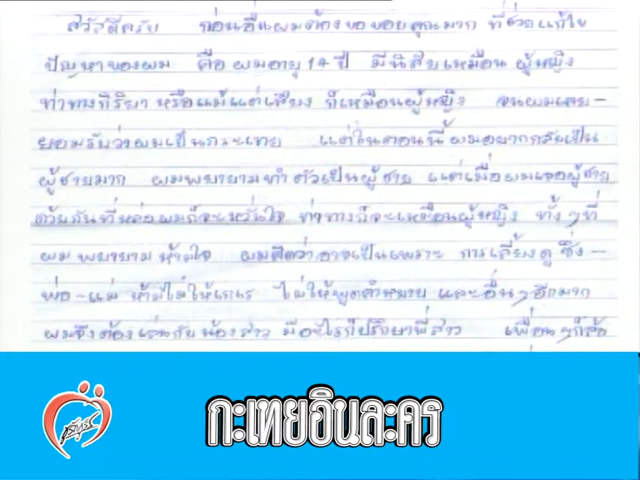 สวัสดีครับ ก่อนอื่นผมต้องขอขอบคุณมาก ที่ช่วยแก้ไข
ปัญหาของผม คือ ผมอายุ 14 ปี มีนิสัยเหมือน ผู้หญิง
ท่าทางกิริยา หรือแม้แต่เสียง ก็เหมือนผู้หญิง จนผมเคย-
ยอมรับว่าผมเป็นกระเทย แต่ในตอนนี้ ผมอยากกลับเป็น
ผู้ชายมาก ผมพยายามทำ ตัวเป็นผู้ชาย แต่เมื่อผมเจอผู้ชาย
ด้วยกันที่หล่อผมก็จะหวั่นใจ ท่าทางก็จะเหมือนผู้หญิง ทั้งๆที่
ผม พยายาม ห้ามใจ ผมคิดว่าอาจเป็นเพราะ การเลี้ยงดู ซึ่ง-
พ่อ-แม่ ห้ามไม่ให้เกเร ไม่ให้พูดคำหยาบ และอื่นๆอีกมาก
ผมจึงต้องเล่นกับน้องสาว มีอะไรก็ปรึกษาพี่สาว เพื่อนๆก็ล้อ
กะเทยอินละคร